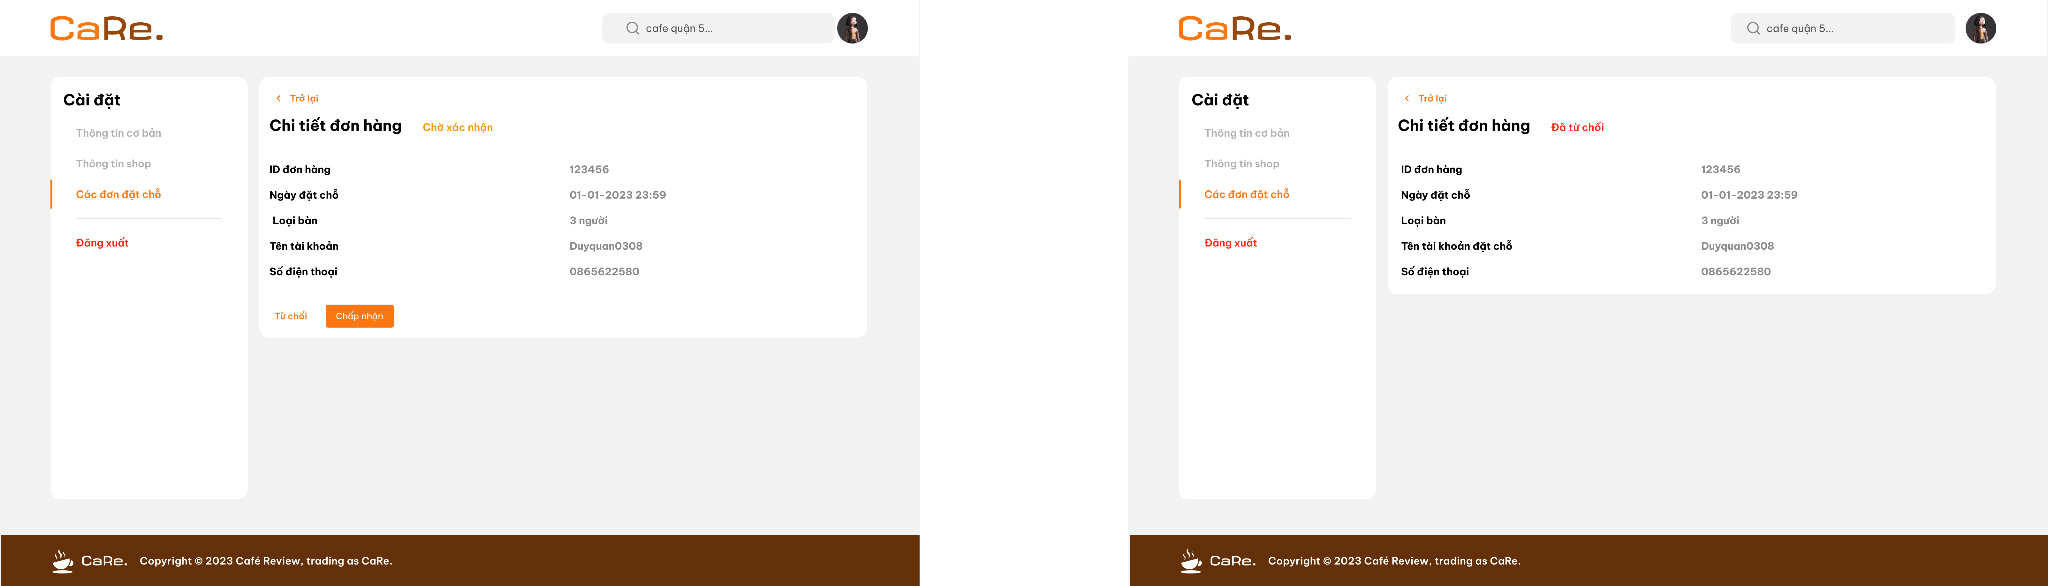 CaRe.
cafe quận 5...
Cài đặt
Thông tin cơ bản
Thông tin shop
Các đơn đặt chỗ
Đăng xuất
Trở lại
Chi tiết đơn hàng Chờ xác nhận
ID đơn hàng 123456
Ngày đặt chỗ 01-01-2023 23:59
Loại bàn 3 người
Tên tài khoản Duyquan0308
Số điện thoại 0865622580
Từ chối Chấp nhận
CaRe. Copyright © 2023 Café Review, trading as CaRe.
CaRe.
cafe quận 5...
Cài đặt
Thông tin cơ bản
Thông tin shop
Các đơn đặt chỗ
Đăng xuất
Trở lại
Chi tiết đơn hàng Đã từ chối
ID đơn hàng 123456
Ngày đặt chỗ 01-01-2023 23:59
Loại bàn 3 người
Tên tài khoản đặt chỗ Duyquan0308
Số điện thoại 0865622580
CaRe. Copyright © 2023 Café Review, trading as CaRe.